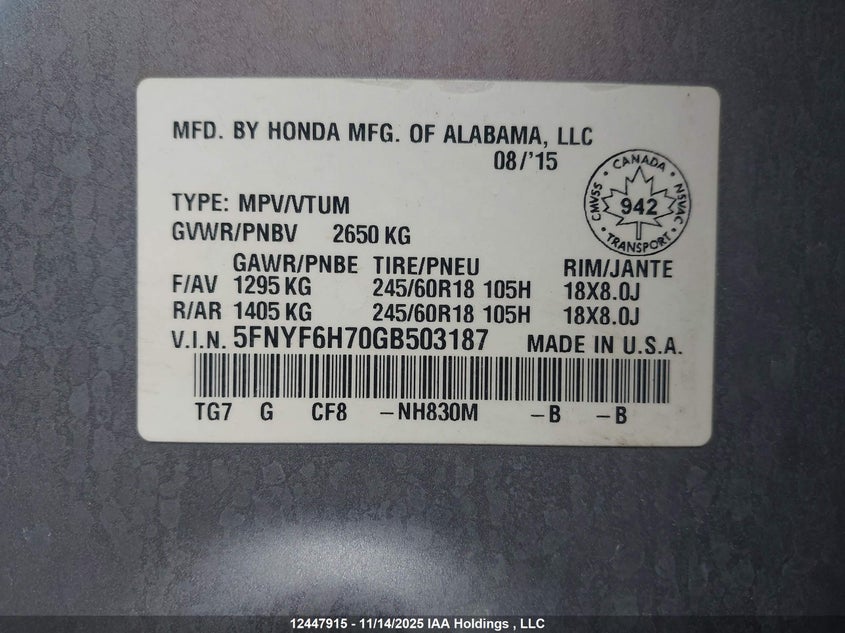 MFD. BY HONDA MFG. OF ALABAMA, LLC
08/'15
CANADA
CMVSS 942 NSVAC
TRANSPORT
TYPE: MPV/VTUM
GVWR/PNBV 2650 KG
GAWR/PNBE TIRE/PNEU RIM/JANTE
F/AV 1295 KG 245/60R18 105H 18X8.0J
R/AR 1405 KG 245/60R18 105H 18X8.0J
V.I.N. 5FNYF6H70GB503187 MADE IN U.S.A.
TG7 G CF8 -NH830M -B -B
12447915 - 11/14/2025 IAA Holdings , LLC